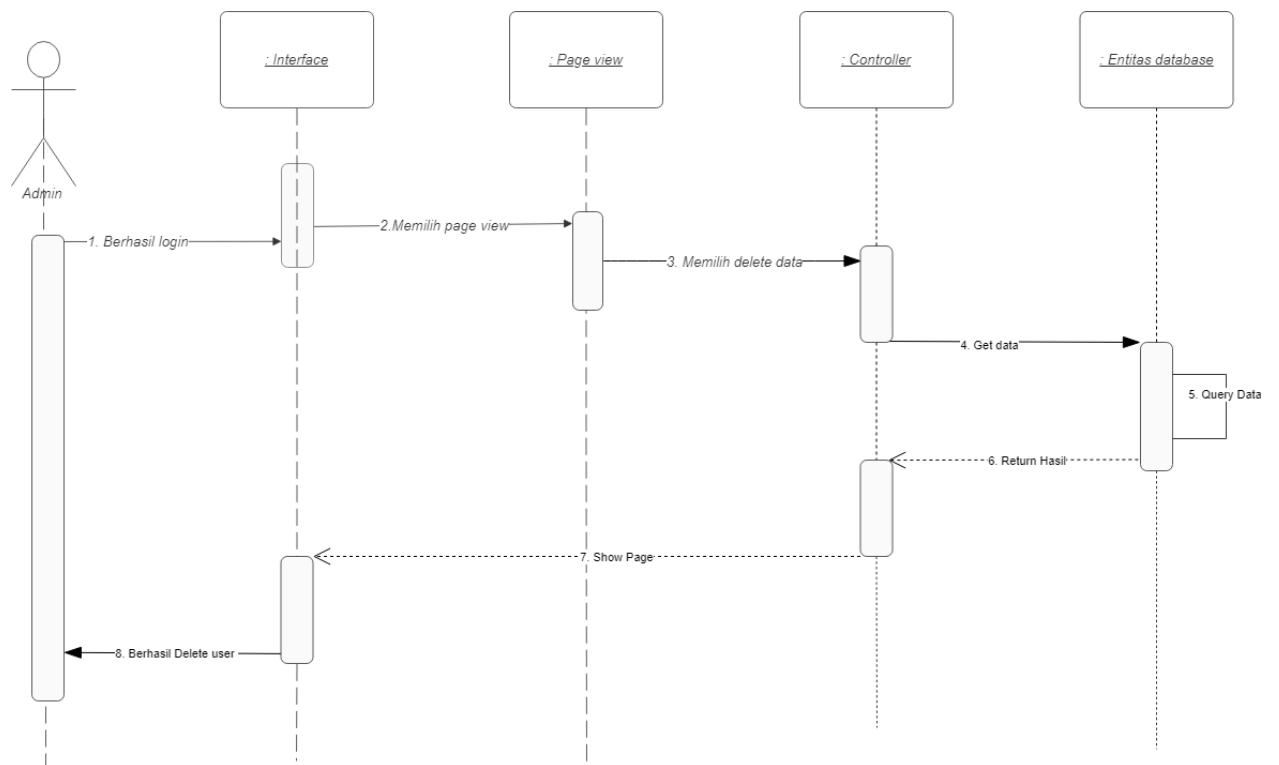 : Interface
: Page view
: Controller
: Entitas database
Admin
1. Berhasil login
2.Memilih page view
3. Memilih delete data
4. Get data
5. Query Data
6. Return Hasil
7. Show Page
8. Berhasil Delete user